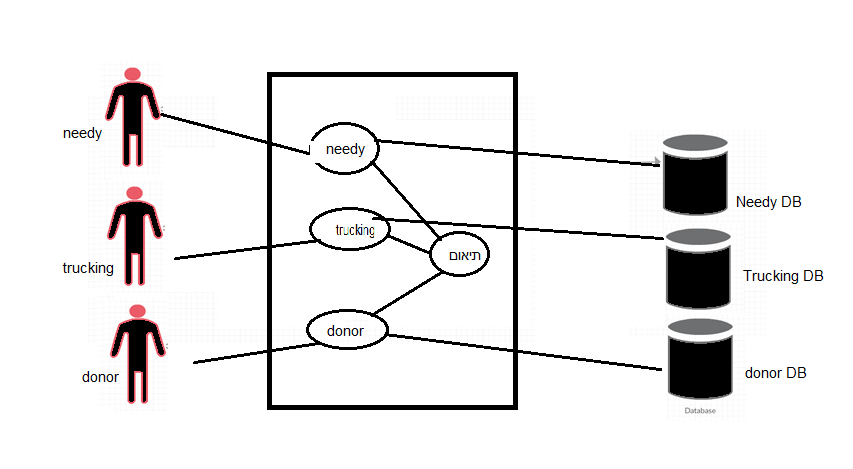 needy
needy
Needy DB
trucking
trucking
תיאום
Trucking DB
donor
donor
donor DB
Database